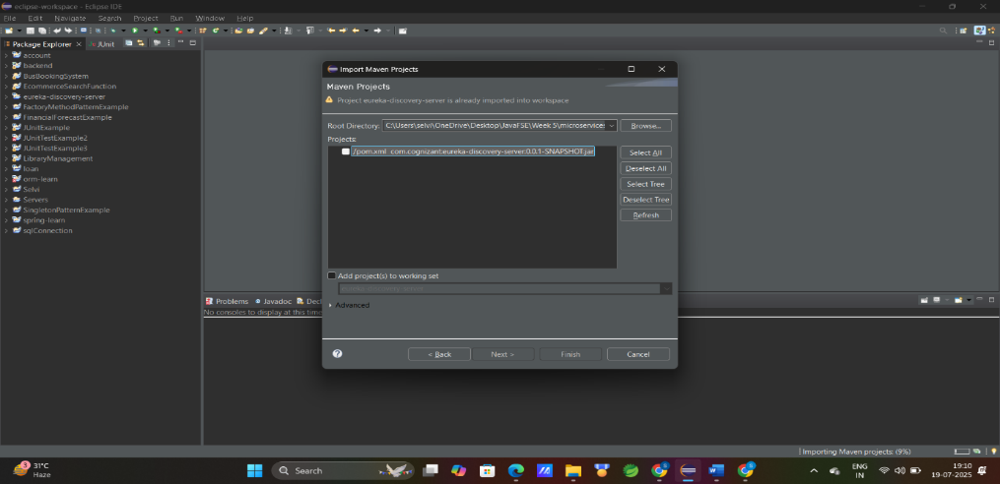 eclipse-workspace - Eclipse IDE
File Edit Navigate Search Project Run Window Help
Package Explorer JUnit
account
backend
BusBookingSystem
EcommerceSearchFunction
eureka-discovery-server
FactoryMethodPatternExample
FinancialForecastExample
JUnitExample
JUnitTestExample2
JUnitTestExample3
LibraryManagement
loan
orm-learn
Selvi
Servers
SingletonPatternExample
spring-learn
sqlConnection
Import Maven Projects
Maven Projects
Project eureka-discovery-server is already imported into workspace
Root Directory: C:\Users\selvi\OneDrive\Desktop\JavaFSE\Week 5\microservices Browse...
Projects:
/pom.xml com.cognizant:eureka-discovery-server:0.0.1-SNAPSHOT:jar
Select All
Deselect All
Select Tree
Deselect Tree
Refresh
Add project(s) to working set
Advanced
< Back Next > Finish Cancel
Problems Javadoc Decl
No consoles to display at this time
Importing Maven projects: (9%)
3
31°C
Haze
Search
ENG
IN
19:10
19-07-2025